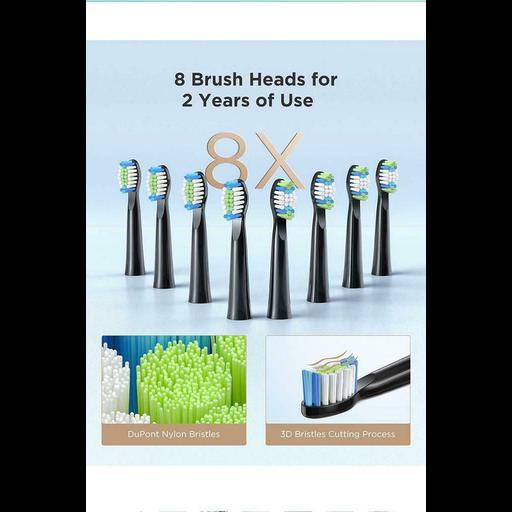 8 Brush Heads for
2 Years of Use
8X
DuPont Nylon Bristles
3D Bristles Cutting Process